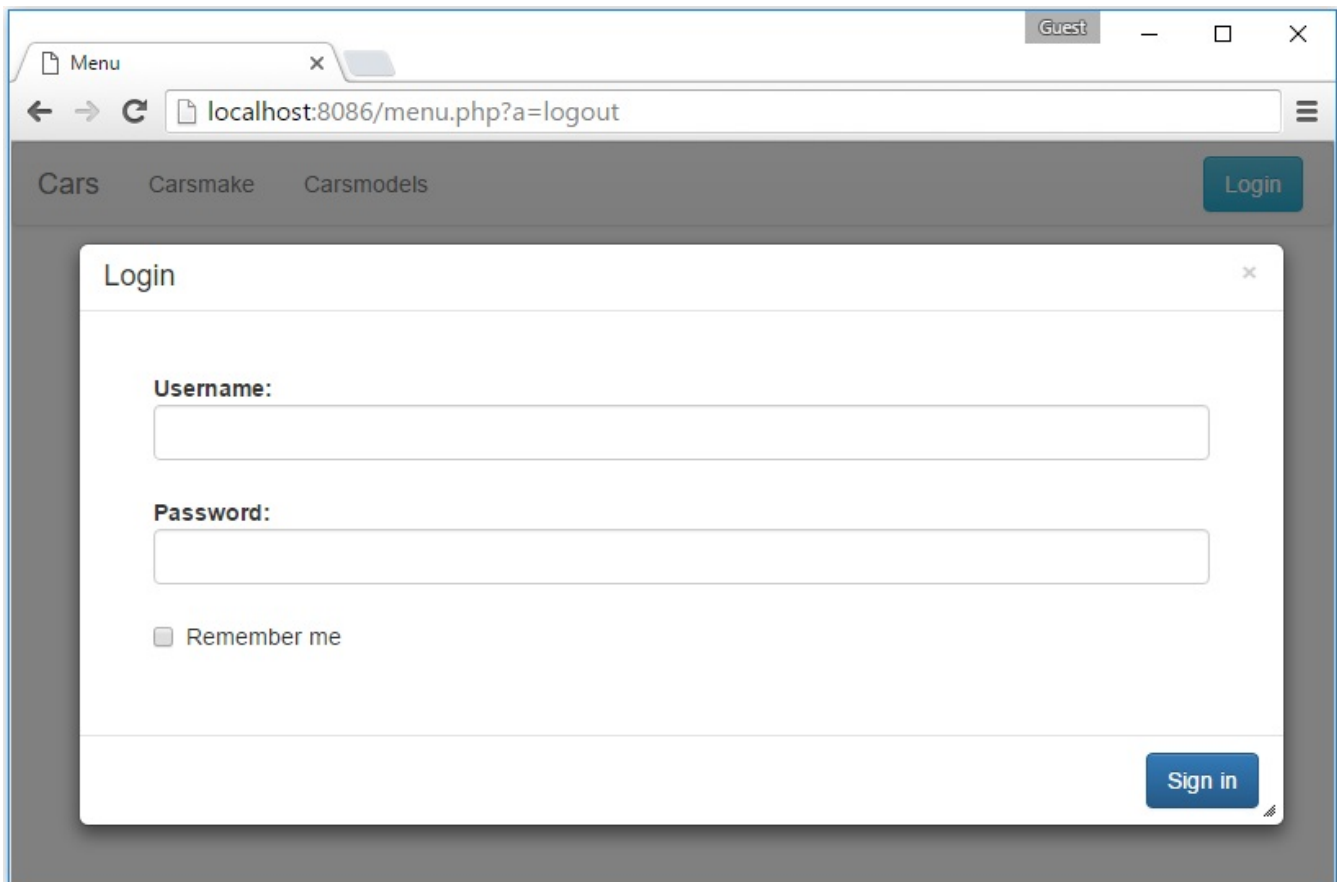 Guest
Menu
localhost:8086/menu.php?a=logout
Cars Carsmake Carsmodels Login
Login
Username:
Password:
Remember me
Sign in